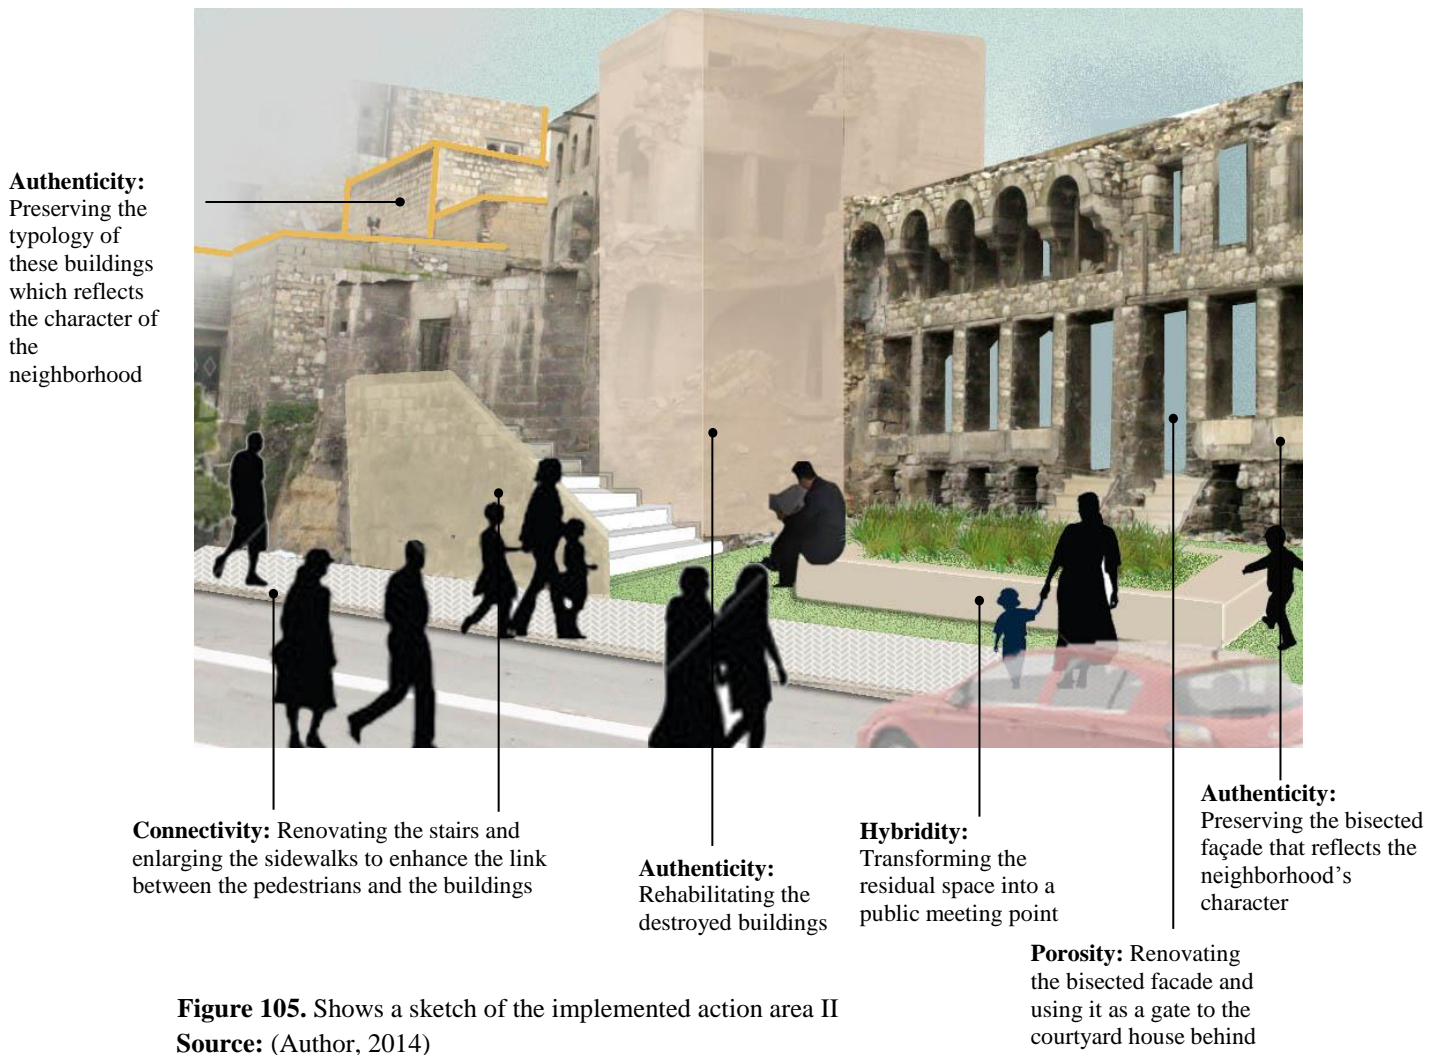 Authenticity:
Preserving the
typology of
these buildings
which reflects
the character of
the
neighborhood
Connectivity: Renovating the stairs and
enlarging the sidewalks to enhance the link
between the pedestrians and the buildings
Authenticity:
Rehabilitating the
destroyed buildings
Hybridity:
Transforming the
residual space into a
public meeting point
Authenticity:
Preserving the bisected
façade that reflects the
neighborhood’s
character
Porosity: Renovating
the bisected facade and
using it as a gate to the
courtyard house behind
Figure 105. Shows a sketch of the implemented action area II
Source: (Author, 2014)